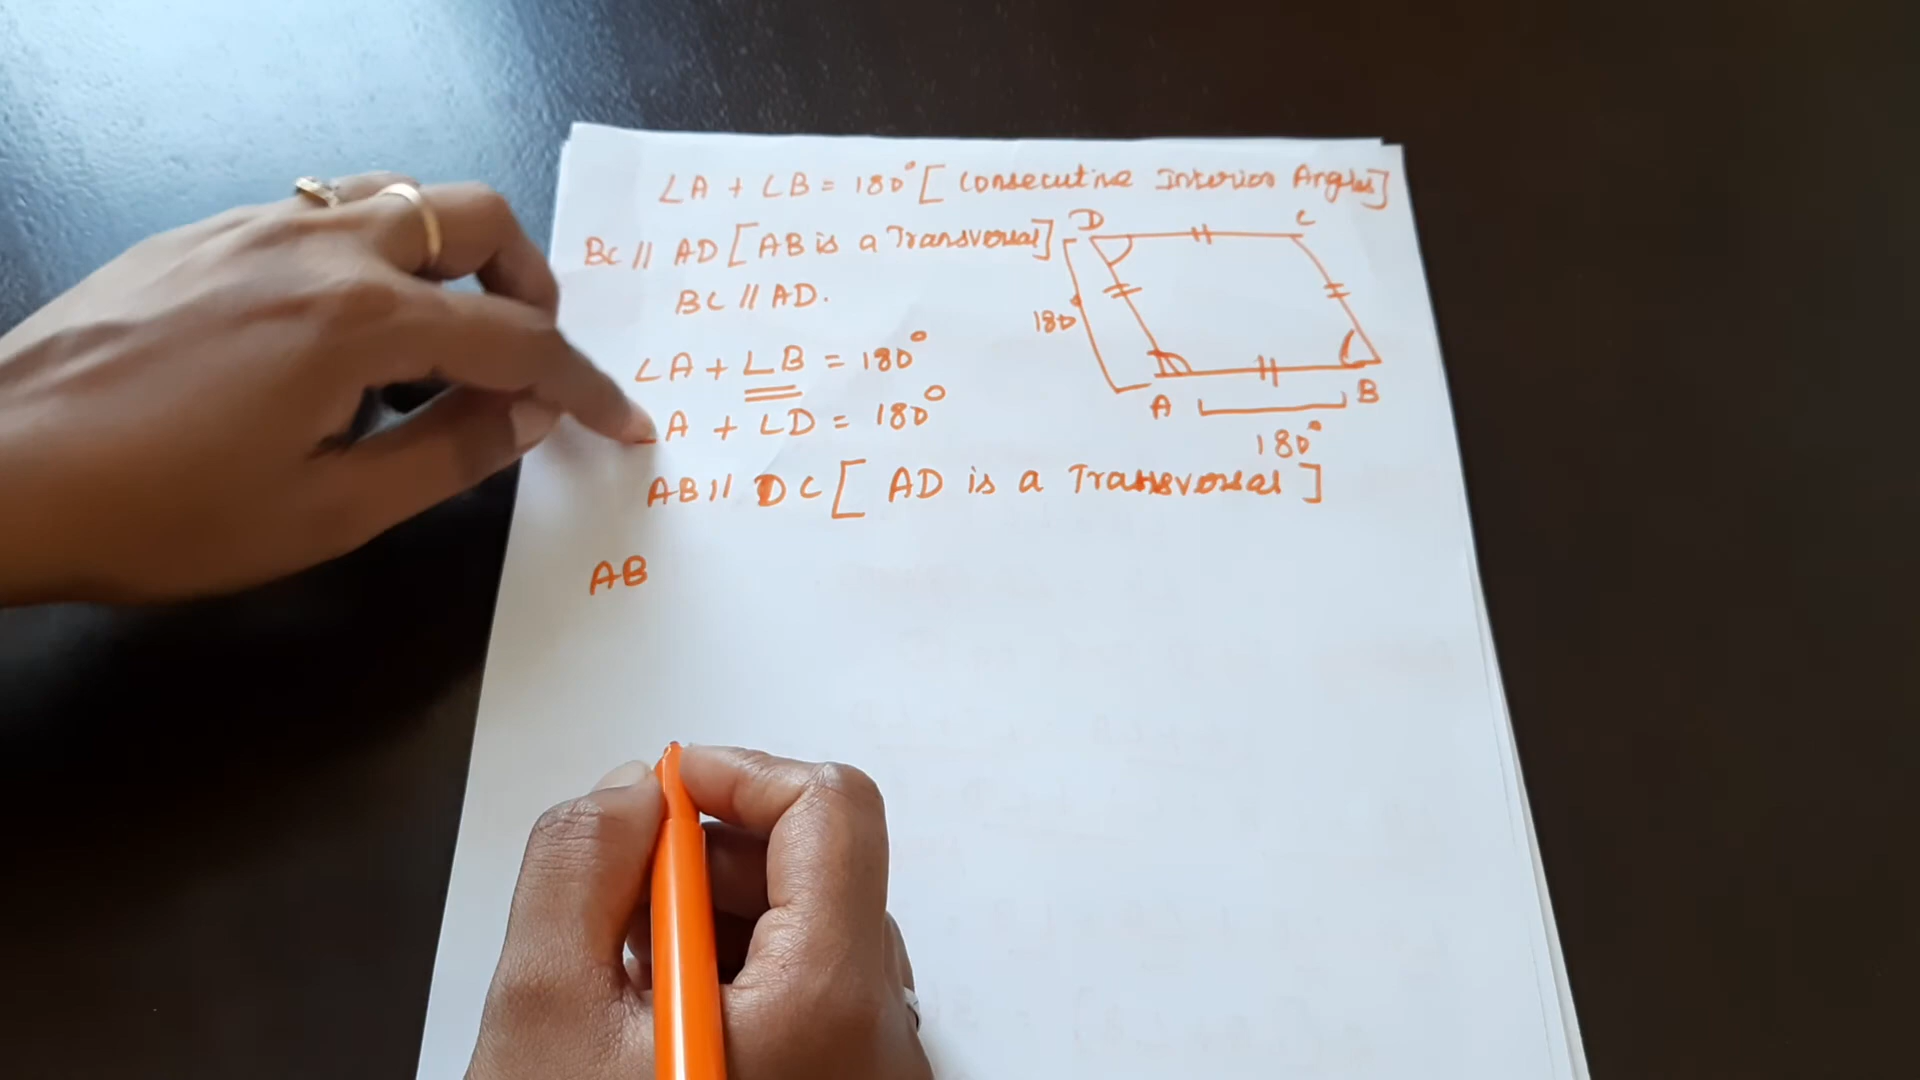 ∠A + ∠B = 180° [Consecutive Interior Angles]
BC // AD [AB is a Transversal]
BC // AD.
∠A + ∠B = 180°
∠A + ∠D = 180°
AB // DC [AD is a Transversal]
AB
D C
180
A B
180°